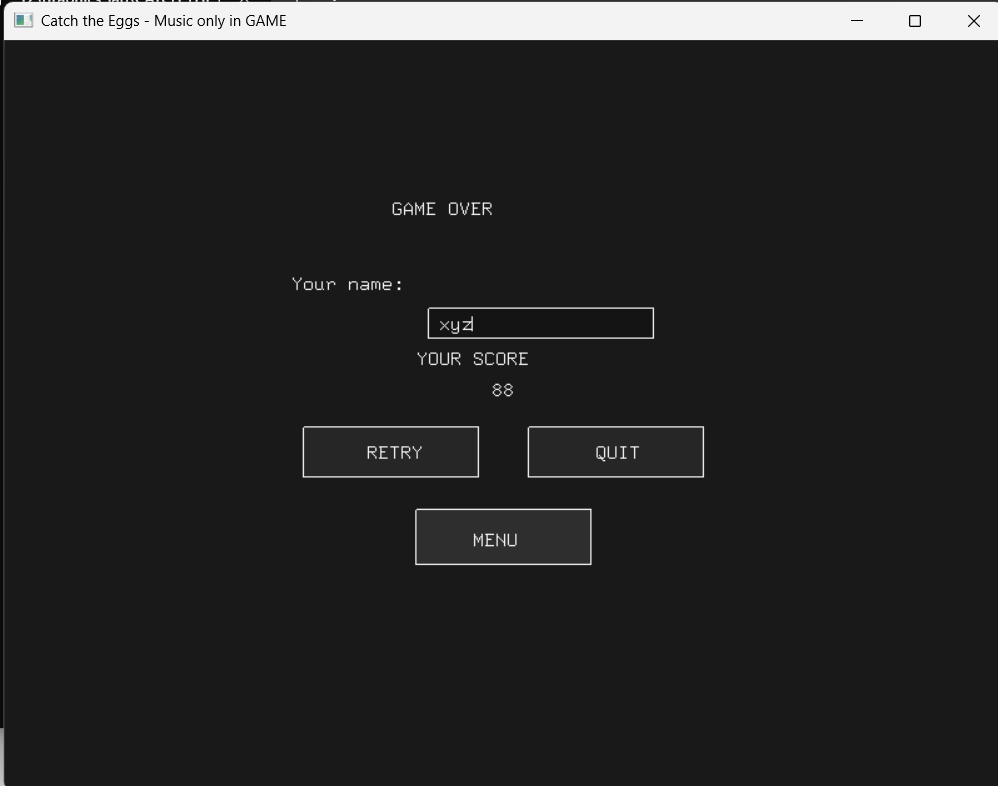 Catch the Eggs - Music only in GAME
GAME OVER
Your name:
xyz
YOUR SCORE
88
RETRY QUIT
MENU